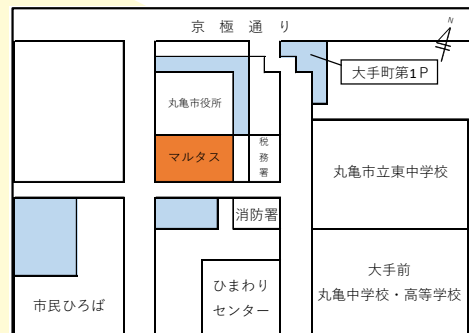 京極通り
N
大手町第1P
丸亀市役所
マルタス
税務署
丸亀市立東中学校
消防署
ひまわり
センター
大手前
丸亀中学校・高等学校
市民ひろば